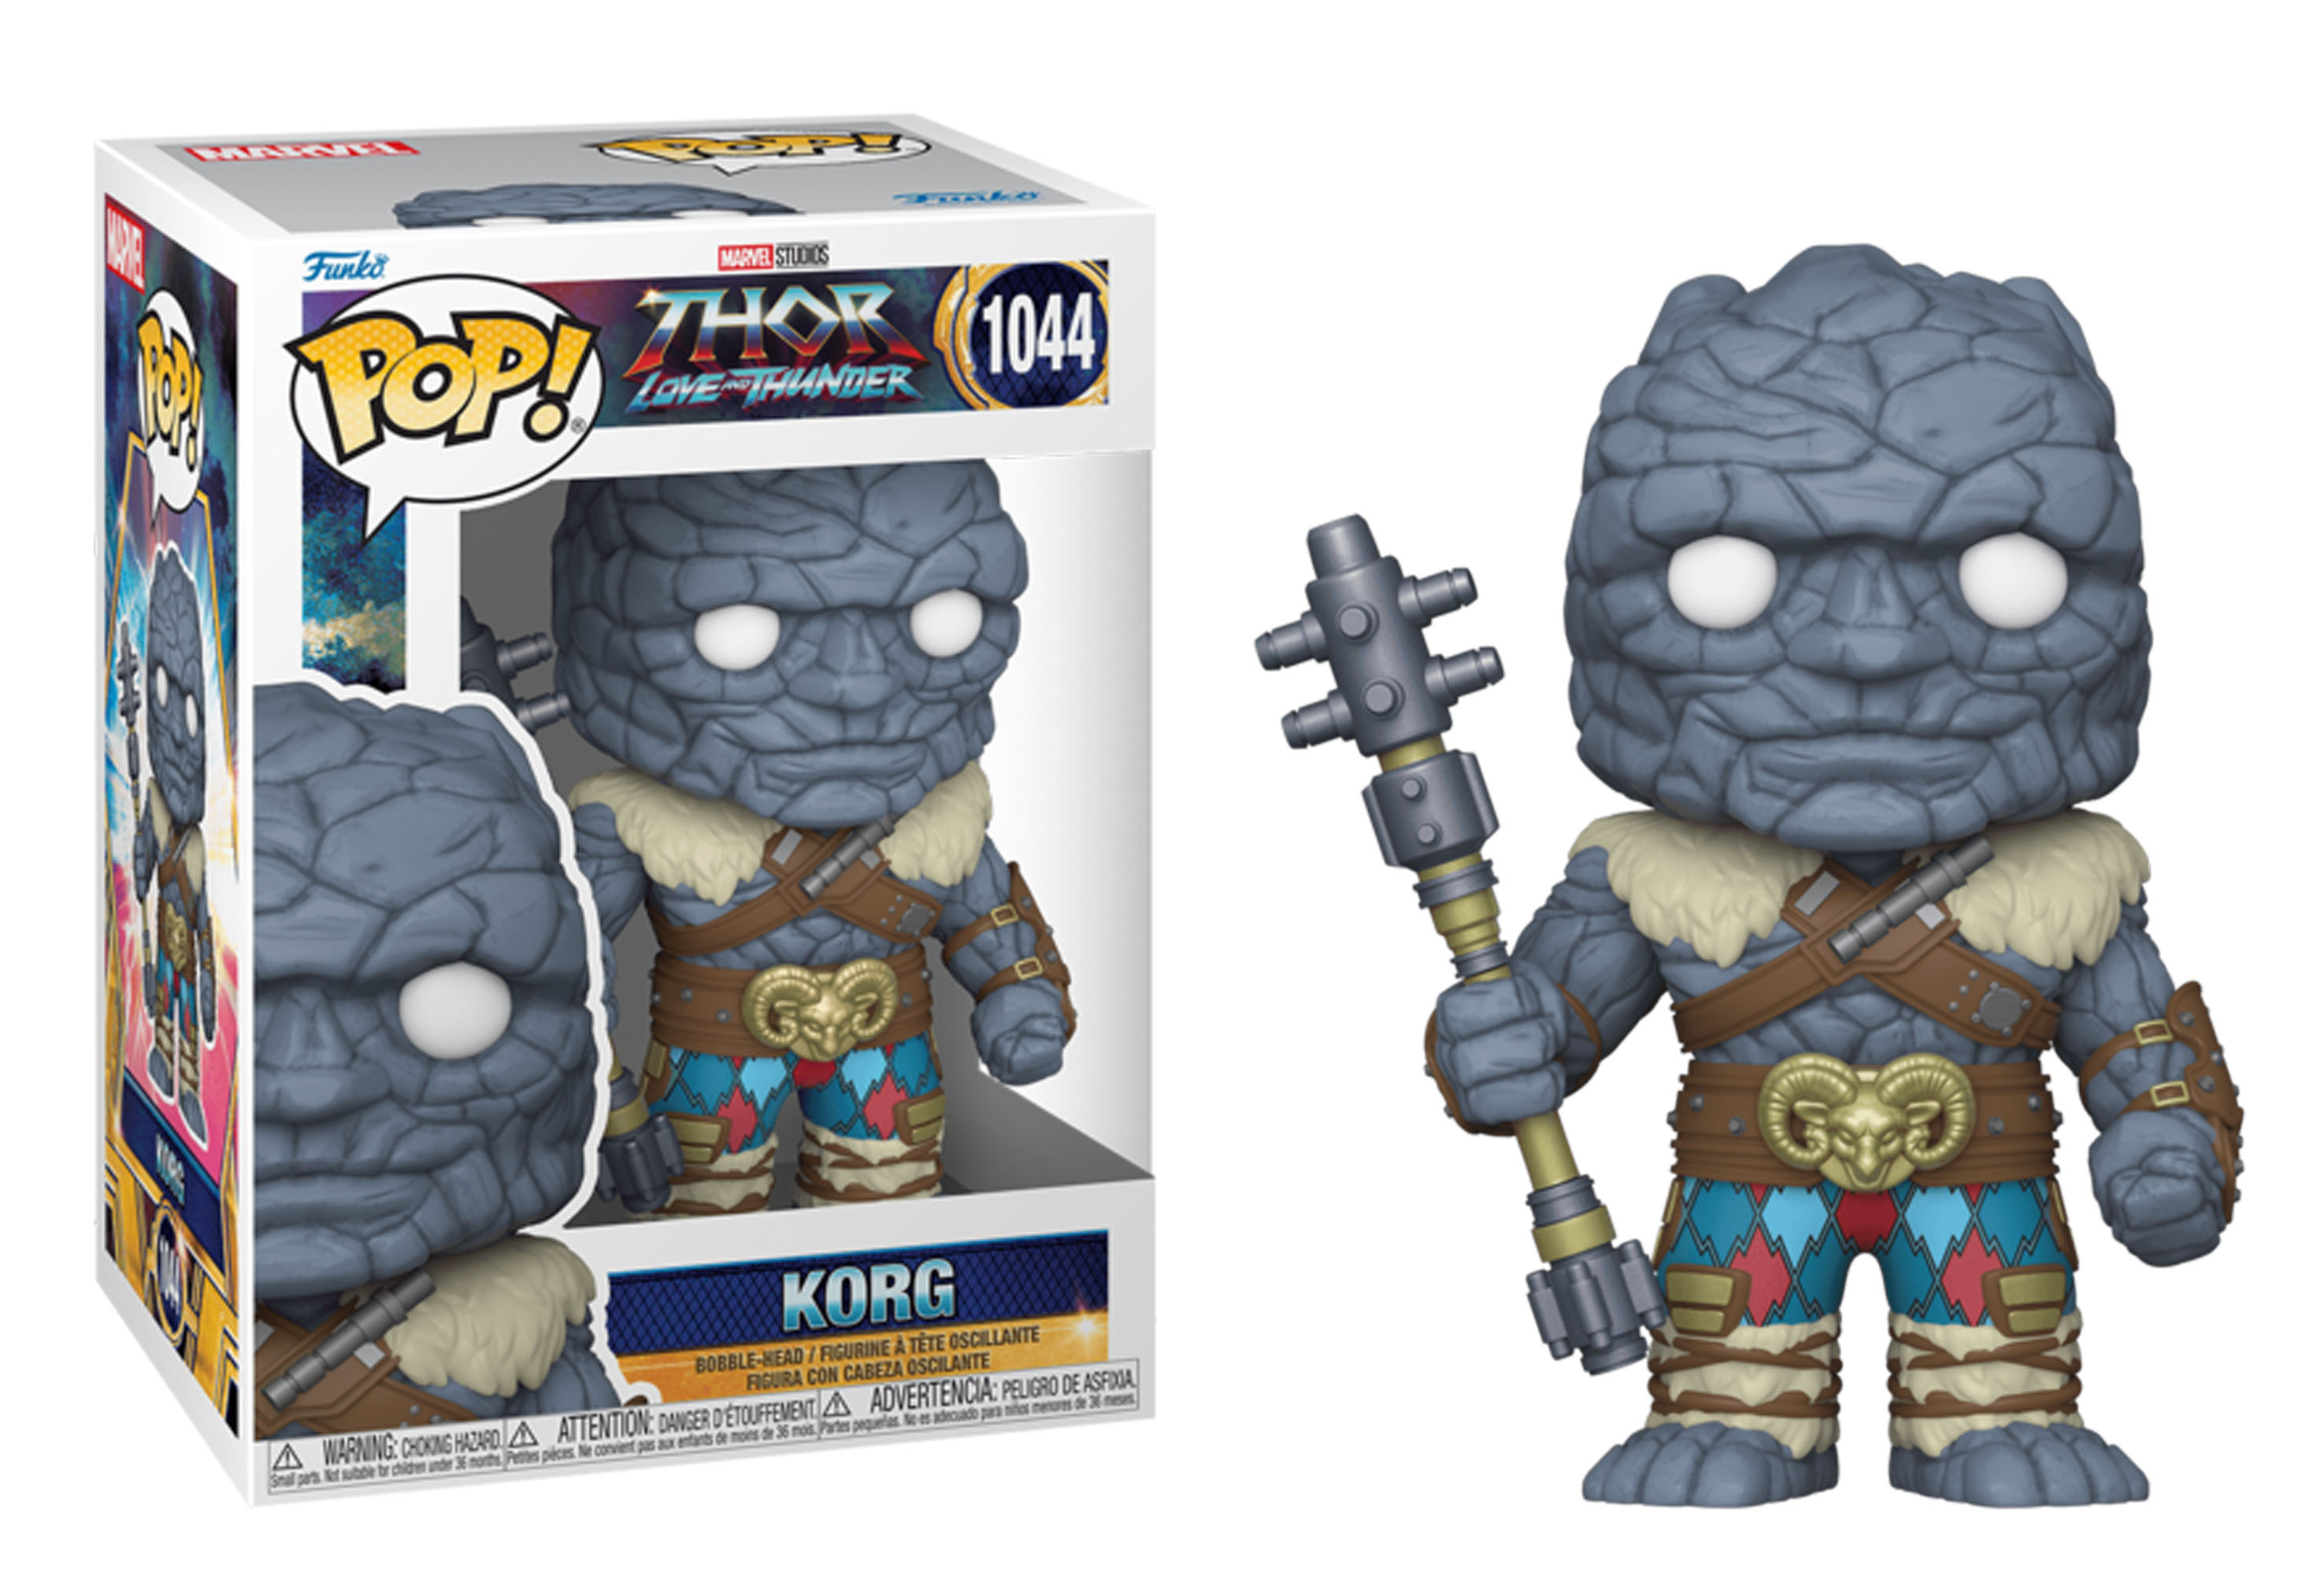 MARVEL
POP!
Funko
MARVEL
POP!
KORG
1044
Funko
MARVEL STUDIOS
POP!®
THOR
LOVE AND THUNDER
1044
KORG
BOBBLE-HEAD / FIGURINE À TÊTE OSCILLANTE
FIGURA CON CABEZA OSCILANTE
WARNING: CHOKING HAZARD.
Small parts. Not suitable for children under 36 months.
ATTENTION: DANGER D'ÉTOUFFEMENT.
Petites pièces. Ne convient pas aux enfants de moins de 36 mois.
ADVERTENCIA: PELIGRO DE ASFIXIA.
Partes pequeñas. No es adecuado para niños menores de 36 meses.